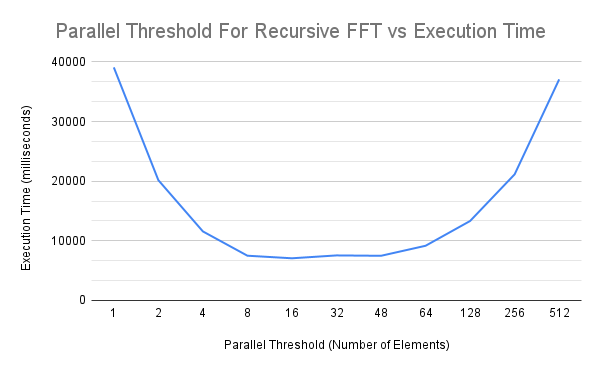 Parallel Threshold For Recursive FFT vs Execution Time
Execution Time (milliseconds)
40000
30000
20000
10000
0
1 2 4 8 16 32 48 64 128 256 512
Parallel Threshold (Number of Elements)